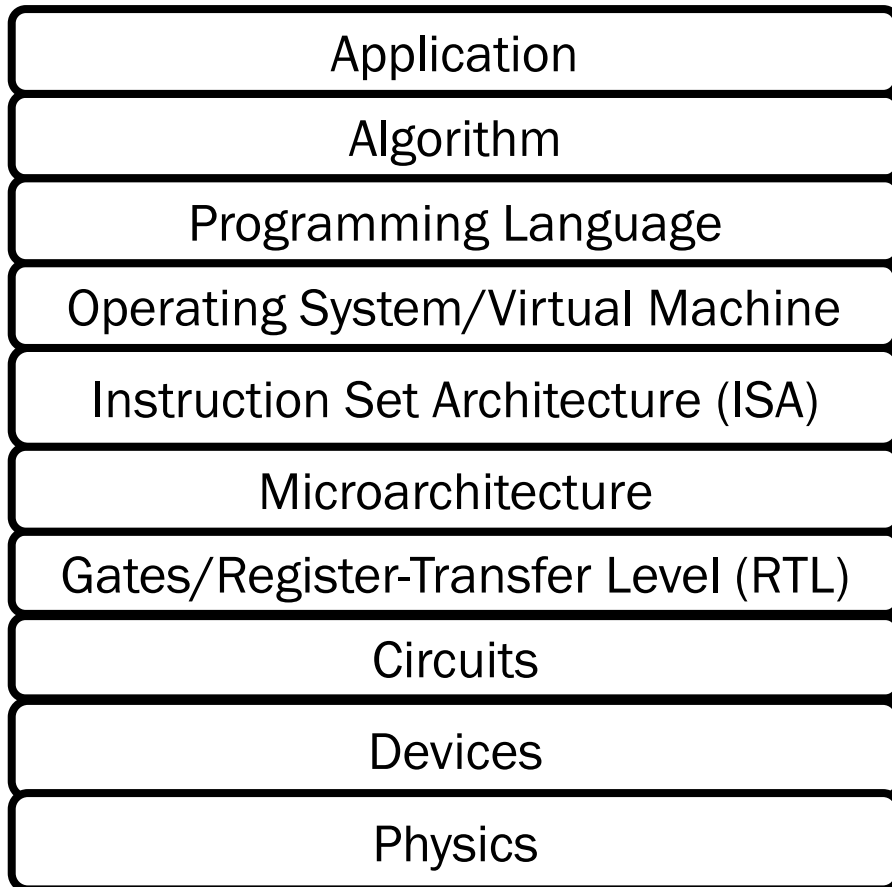 Application
Algorithm
Programming Language
Operating System/Virtual Machine
Instruction Set Architecture (ISA)
Microarchitecture
Gates/Register-Transfer Level (RTL)
Circuits
Devices
Physics